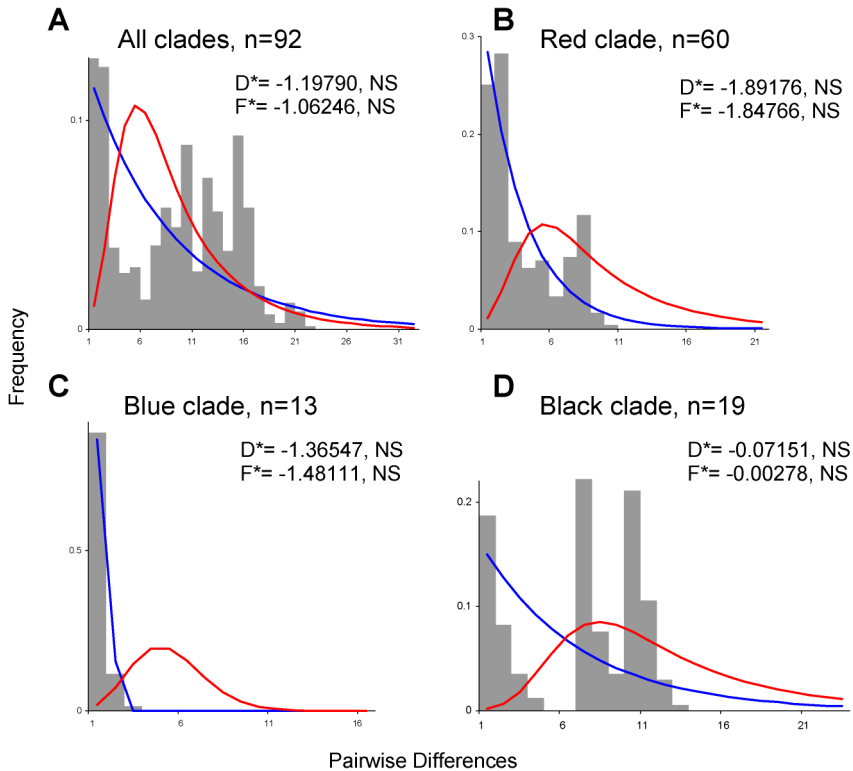 A
All clades, n=92
D*= -1.19790, NS
F*= -1.06246, NS
0.1
0
1 6 11 16 21 26 31
B
Red clade, n=60
D*= -1.89176, NS
F*= -1.84766, NS
0.3
0.2
0.1
0
1 11 21
Frequency
C
Blue clade, n=13
D*= -1.36547, NS
F*= -1.48111, NS
0.5
0
1 6 11 16
D
Black clade, n=19
D*= -0.07151, NS
F*= -0.00278, NS
0.2
0.1
0
1 6 11 21
Pairwise Differences